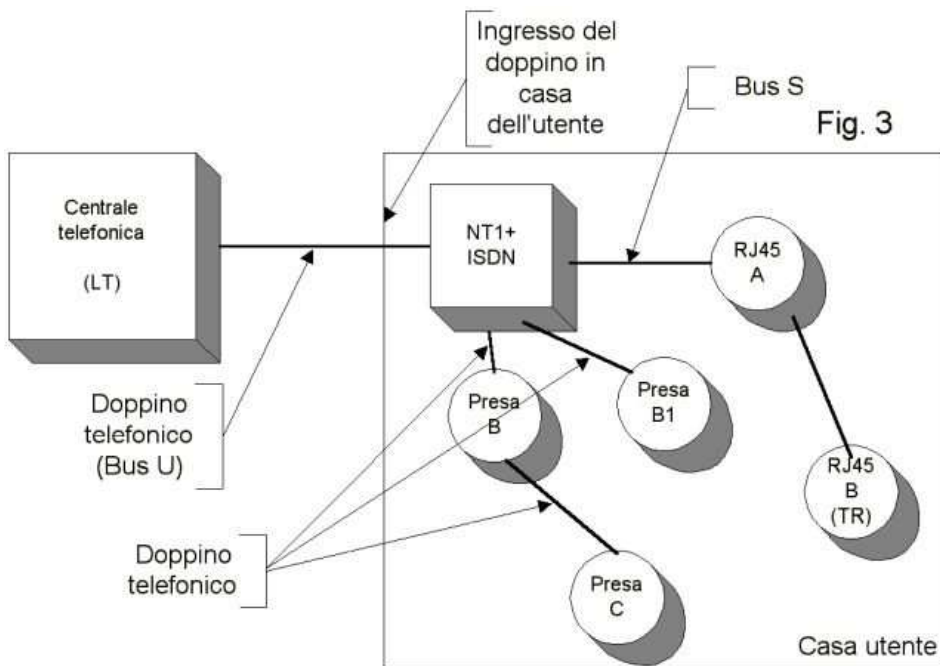 Ingresso del
doppino in
casa
dell'utente
Bus S
Fig. 3
Centrale
telefonica
(LT)
NT1+
ISDN
RJ45
A
Doppino
telefonico
(Bus U)
Presa
B
Presa
B1
RJ45
B
(TR)
Doppino
telefonico
Presa
C
Casa utente